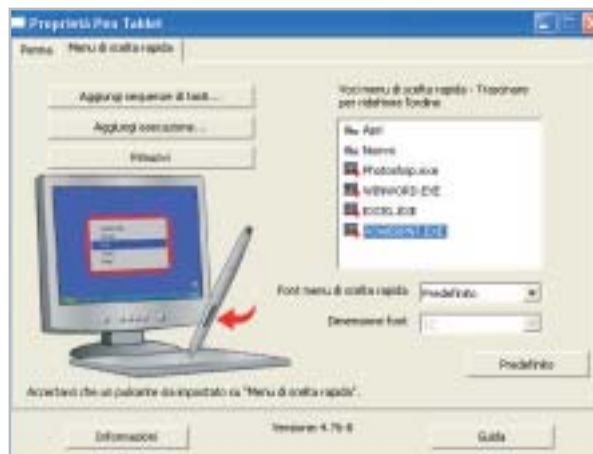 Proprietà Pen Tablet
Penna
Menu di scelta rapida
Aggiungi sequenze di tasti...
Aggiungi esecuzione...
Rimuovi
Voci menu di scelta rapida - Trascinare
per ridefinire l'ordine
Apri
Nuovo
Photoshop.exe
WINWORD.EXE
EXCEL.EXE
POWERPNT.EXE
Font menu di scelta rapida
Predefinito
Dimensione font
12
Predefinito
Accertarsi che un pulsante sia impostato su "Menu di scelta rapida".
Informazioni
Versione: 4.76-8
Guida